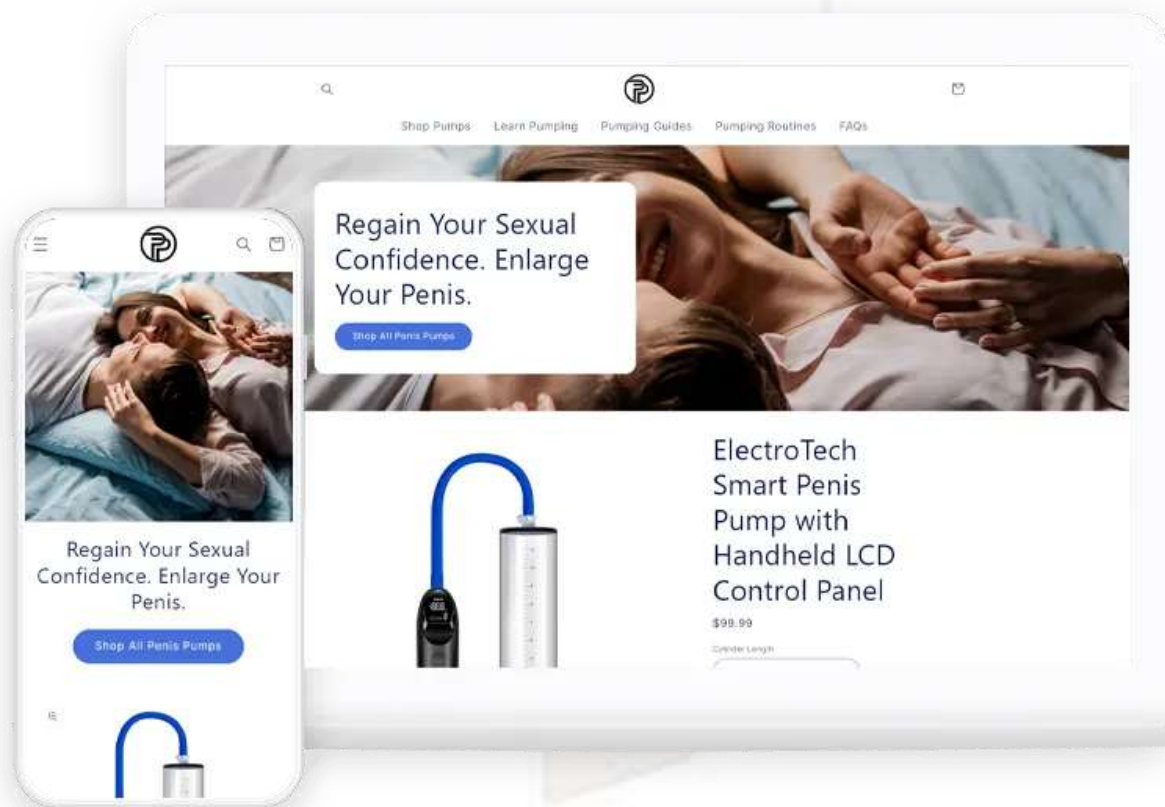 Shop Pumps Learn Pumping Pumping Guides Pumping Routines FAQs
Regain Your Sexual
Confidence. Enlarge
Your Penis.
Shop All Penis Pumps
ElectroTech
Smart Penis
Pump with
Handheld LCD
Control Panel
$99.99
Cylinder Length
Regain Your Sexual
Confidence. Enlarge Your
Penis.
Shop All Penis Pumps